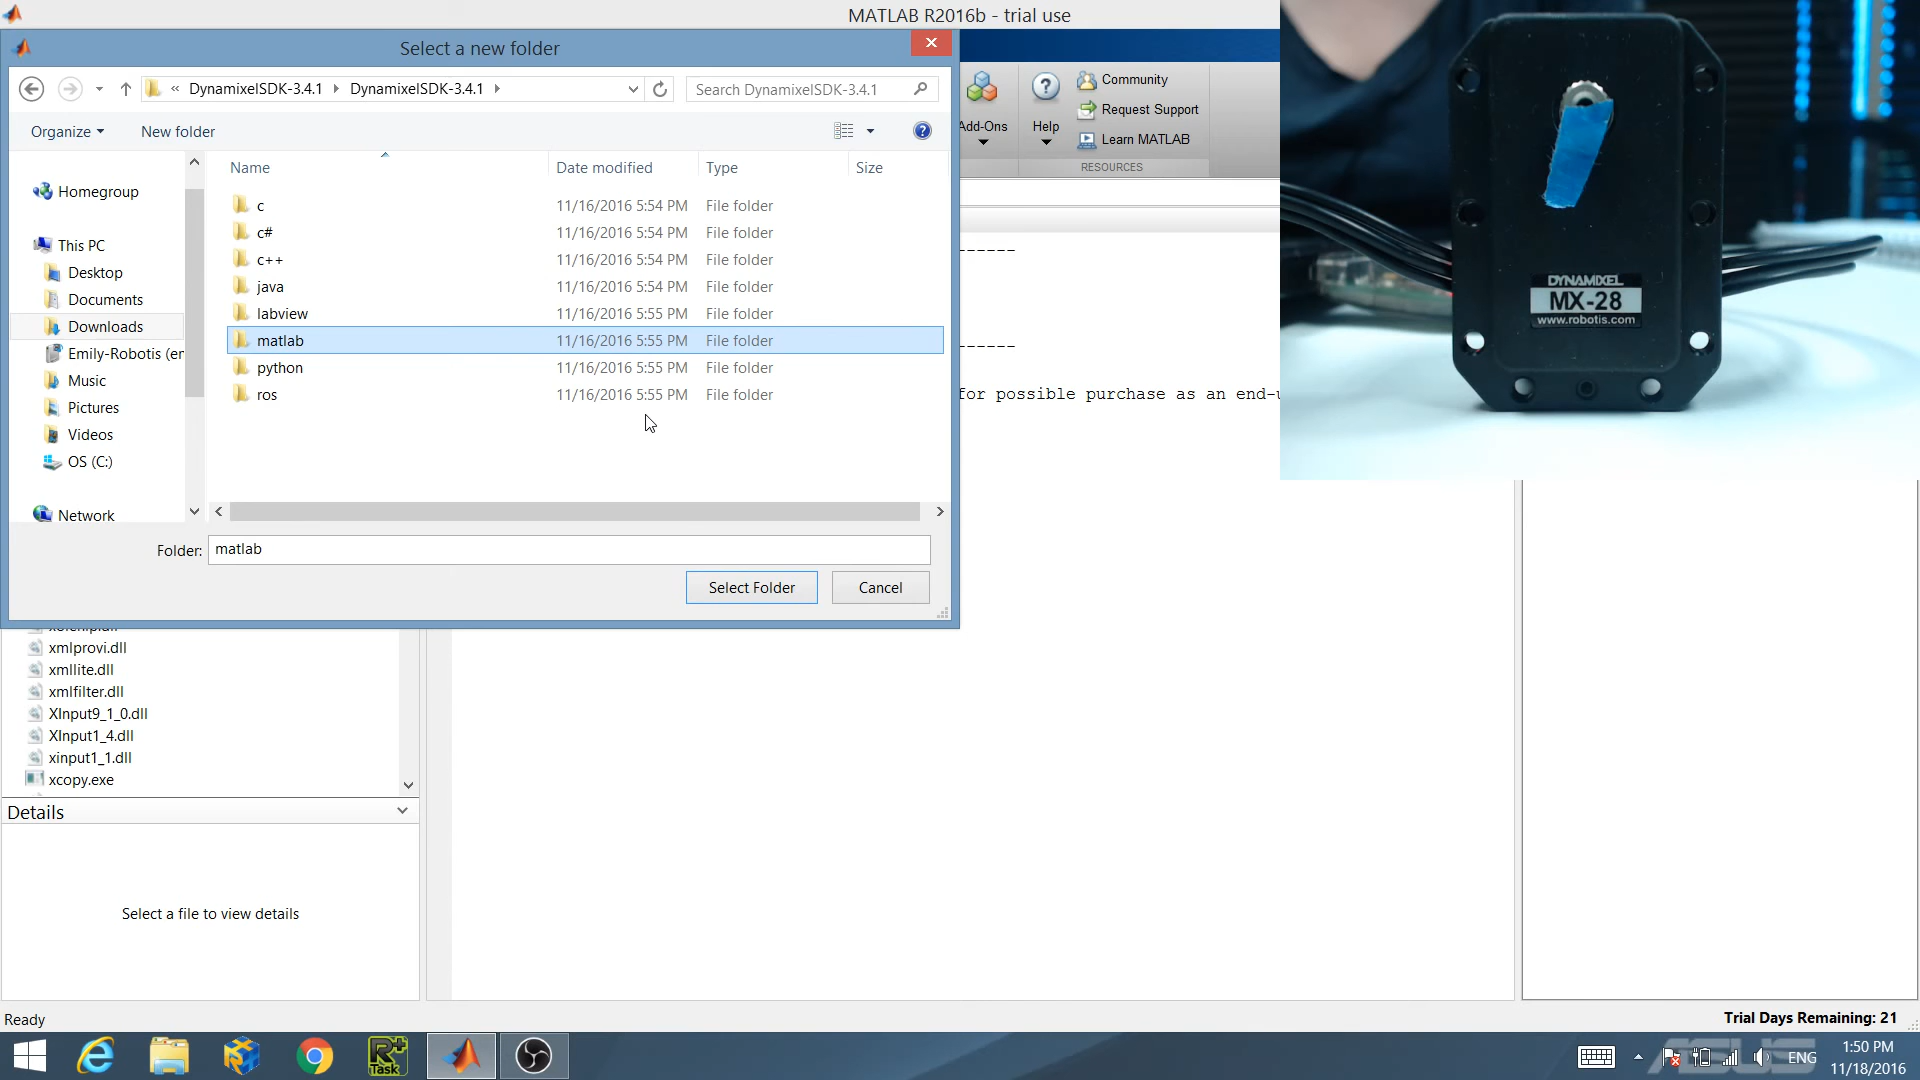 MATLAB R2016b - trial use
Select a new folder
« DynamixelSDK-3.4.1 DynamixelSDK-3.4.1
Search DynamixelSDK-3.4.1
Organize
New folder
Name
Date modified
Type
Size
Homegroup
This PC
Desktop
Documents
Downloads
Emily-Robotis (er
Music
Pictures
Videos
OS (C:)
Network
c 11/16/2016 5:54 PM File folder
c# 11/16/2016 5:54 PM File folder
c++ 11/16/2016 5:54 PM File folder
java 11/16/2016 5:54 PM File folder
labview 11/16/2016 5:55 PM File folder
matlab 11/16/2016 5:55 PM File folder
python 11/16/2016 5:55 PM File folder
ros 11/16/2016 5:55 PM File folder
Folder: matlab
Select Folder
Cancel
Add-Ons
Help
Community
Request Support
Learn MATLAB
RESOURCES
------
------
for possible purchase as an end-u
DYNAMIXEL
MX-28
www.robotis.com
xmlprovi.dll
xmllite.dll
xmlfilter.dll
XInput9_1_0.dll
XInput1_4.dll
xinput1_1.dll
xcopy.exe
Details
Select a file to view details
Ready
Trial Days Remaining: 21
R+
Task
ASUS
ENG
1:50 PM
11/18/2016